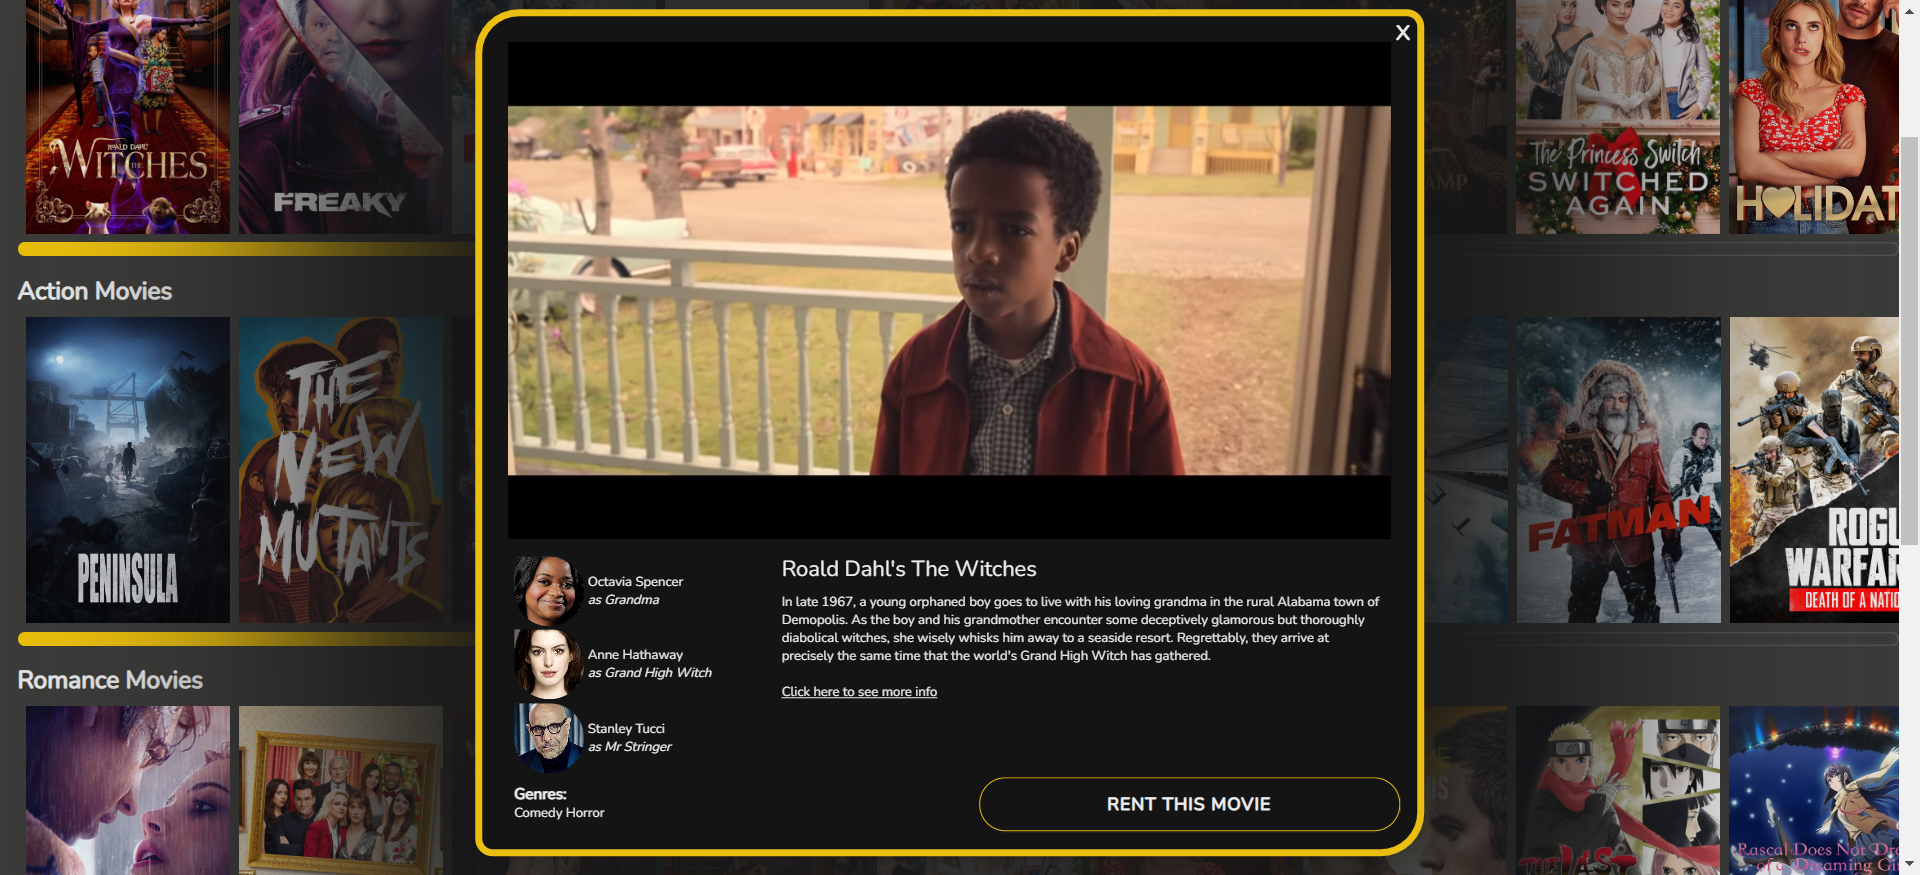 X
ROALD DAHL'S
THE WITCHES
FREAKY
The Princess Switch
SWITCHED
AGAIN
Action Movies
PENINSULA
THE
NEW
MUTANTS
FATMAN
DEATH OF A
Octavia Spencer
as Grandma
Anne Hathaway
as Grand High Witch
Stanley Tucci
as Mr Stringer
Genres:
Comedy Horror
Roald Dahl's The Witches
In late 1967, a young orphaned boy goes to live with his loving grandma in the rural Alabama town of
Demopolis. As the boy and his grandmother encounter some deceptively glamorous but thoroughly
diabolical witches, she wisely whisks him away to a seaside resort. Regrettably, they arrive at
precisely the same time that the world's Grand High Witch has gathered.
Click here to see more info
RENT THIS MOVIE
Romance Movies
THE LAST
Rascal Does Not
of a Dreaming